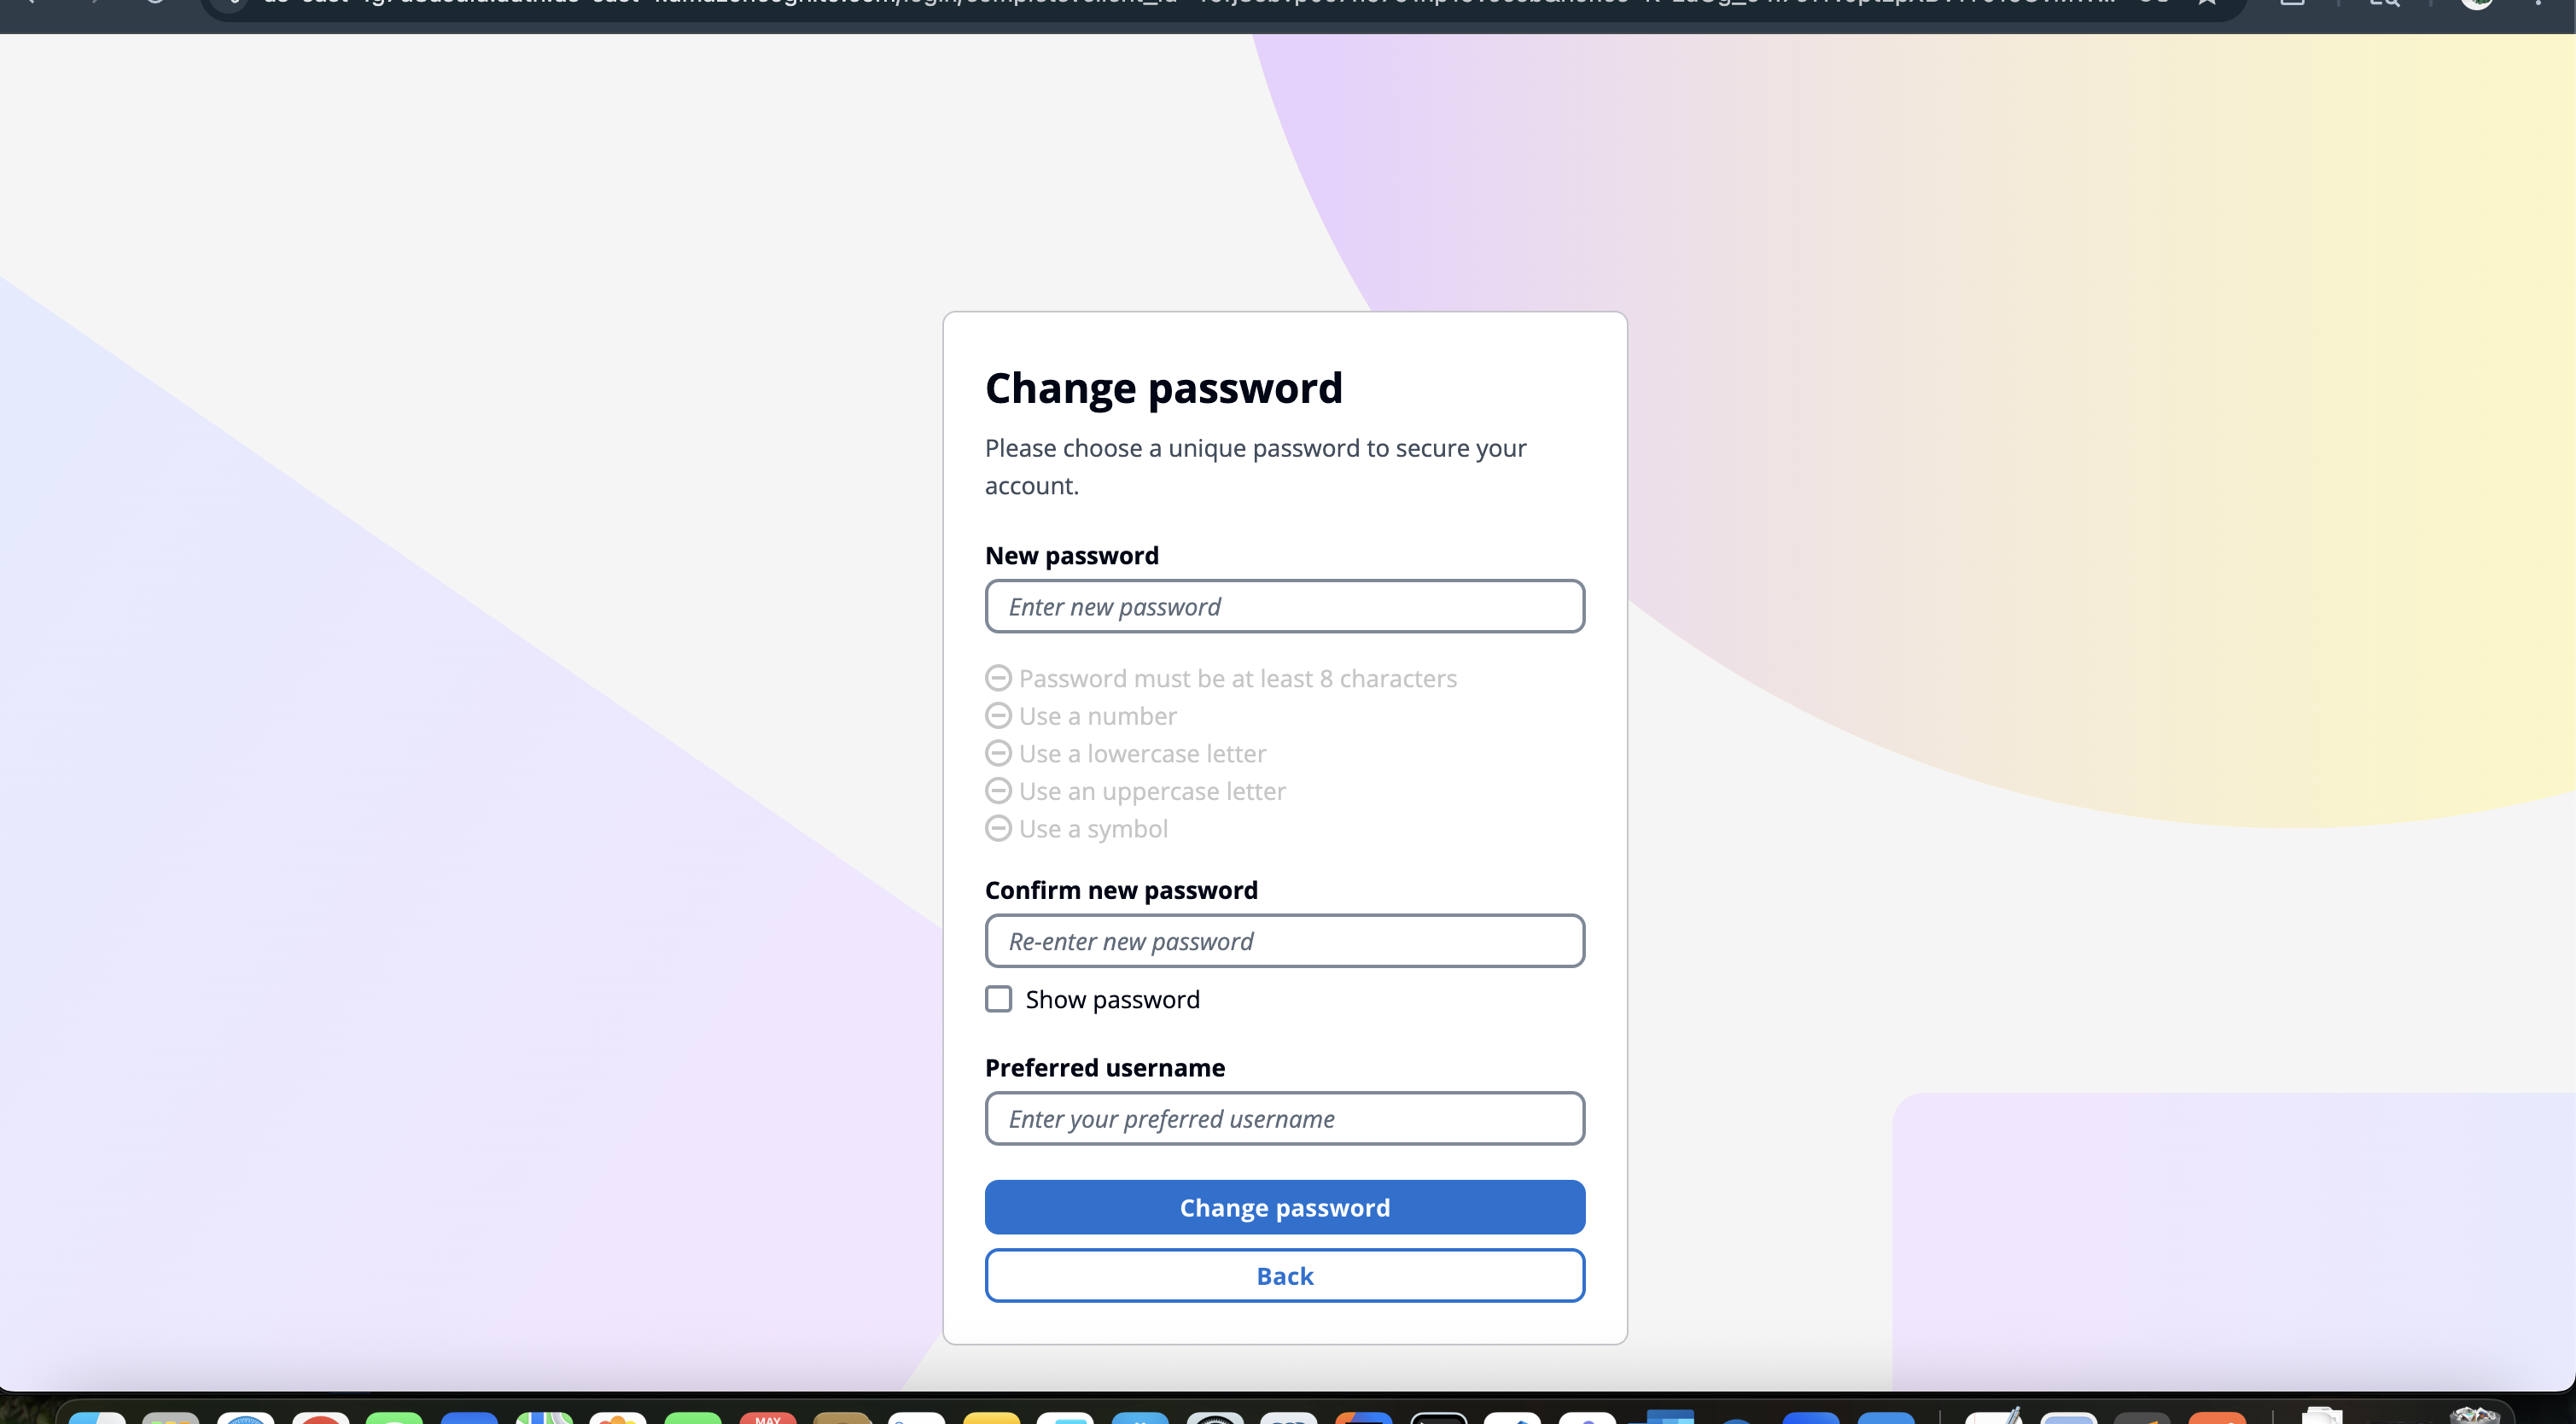 Change password
Please choose a unique password to secure your
account.
New password
Enter new password
Password must be at least 8 characters
Use a number
Use a lowercase letter
Use an uppercase letter
Use a symbol
Confirm new password
Re-enter new password
Show password
Preferred username
Enter your preferred username
Change password
Back
MAY